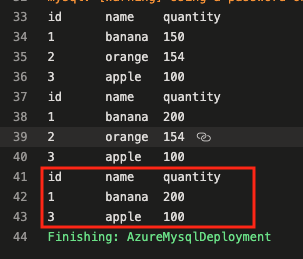 33 id name quantity
34 1 banana 150
35 2 orange 154
36 3 apple 100
37 id name quantity
38 1 banana 200
39 2 orange 154
40 3 apple 100
41 id name quantity
42 1 banana 200
43 3 apple 100
44 Finishing: AzureMysqlDeployment